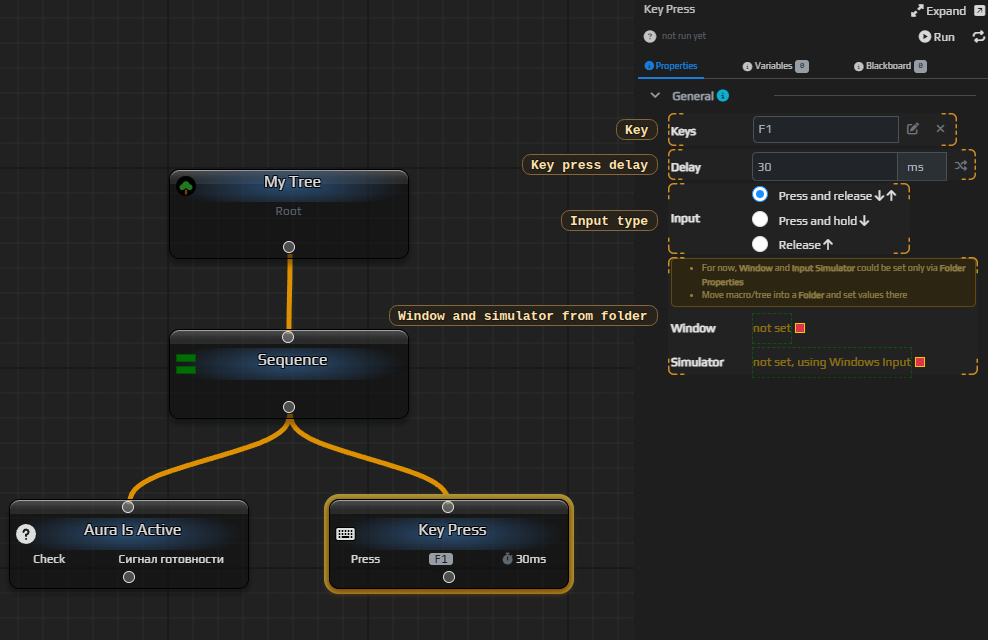 Key Press
Expand
not run yet
Run
Properties
Variables 0
Blackboard 0
General
Key
Keys F1
Key press delay
Delay 30 ms
Input type
Input
Press and release
Press and hold
Release
For now, Window and Input Simulator could be set only via Folder
Properties
Move macro/tree into a Folder and set values there
Window and simulator from folder
Window not set
Simulator not set, using Windows Input
My Tree
Root
Sequence
Aura Is Active
Check Сигнал готовности
Key Press
Press F1 30ms